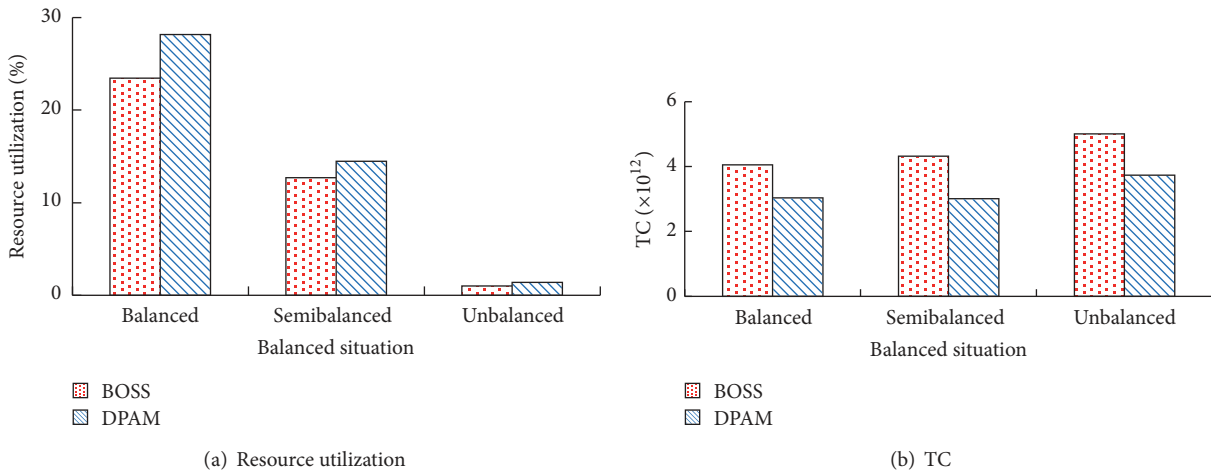 Resource utilization (%)
30
20
10
0
Balanced
Semibalanced
Unbalanced
Balanced situation
BOSS
DPAM
(a) Resource utilization
TC (×10^12)
6
4
2
0
Balanced
Semibalanced
Unbalanced
Balanced situation
BOSS
DPAM
(b) TC